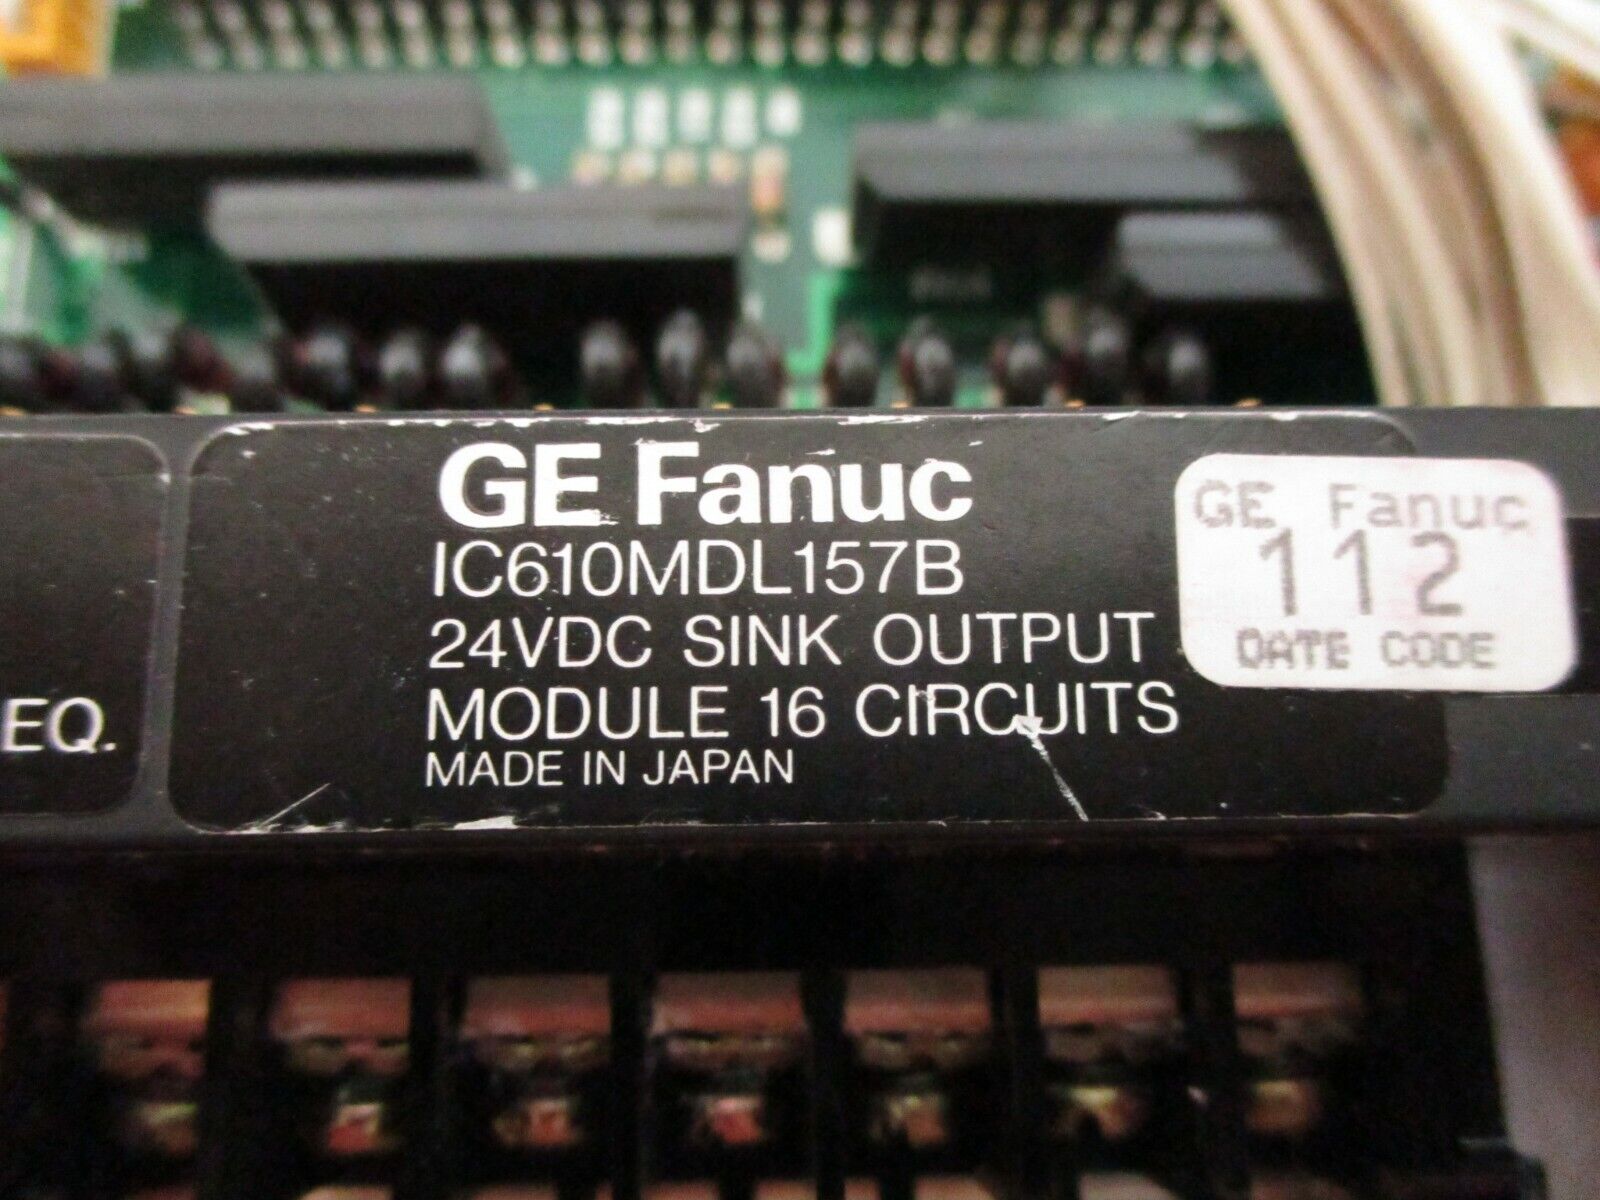 EQ.
GE Fanuc
IC610MDL157B
24VDC SINK OUTPUT
MODULE 16 CIRCUITS
MADE IN JAPAN
GE Fanuc
112
DATE CODE